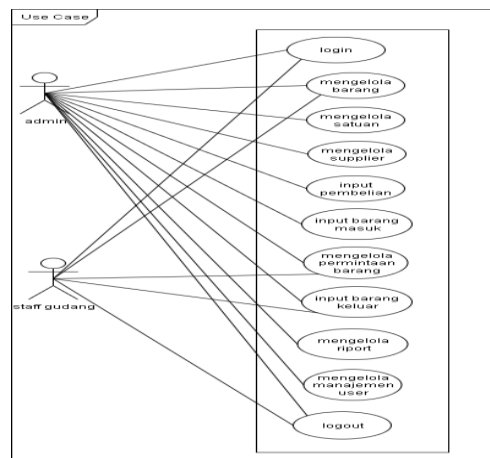 Use Case
login
mengelola
barang
mengelola
satuan
mengelola
supplier
input
pembelian
input barang
masuk
mengelola
permintaan
barang
input barang
keluar
mengelola
riport
mengelola
manajemen
user
logout
admin
staff gudang